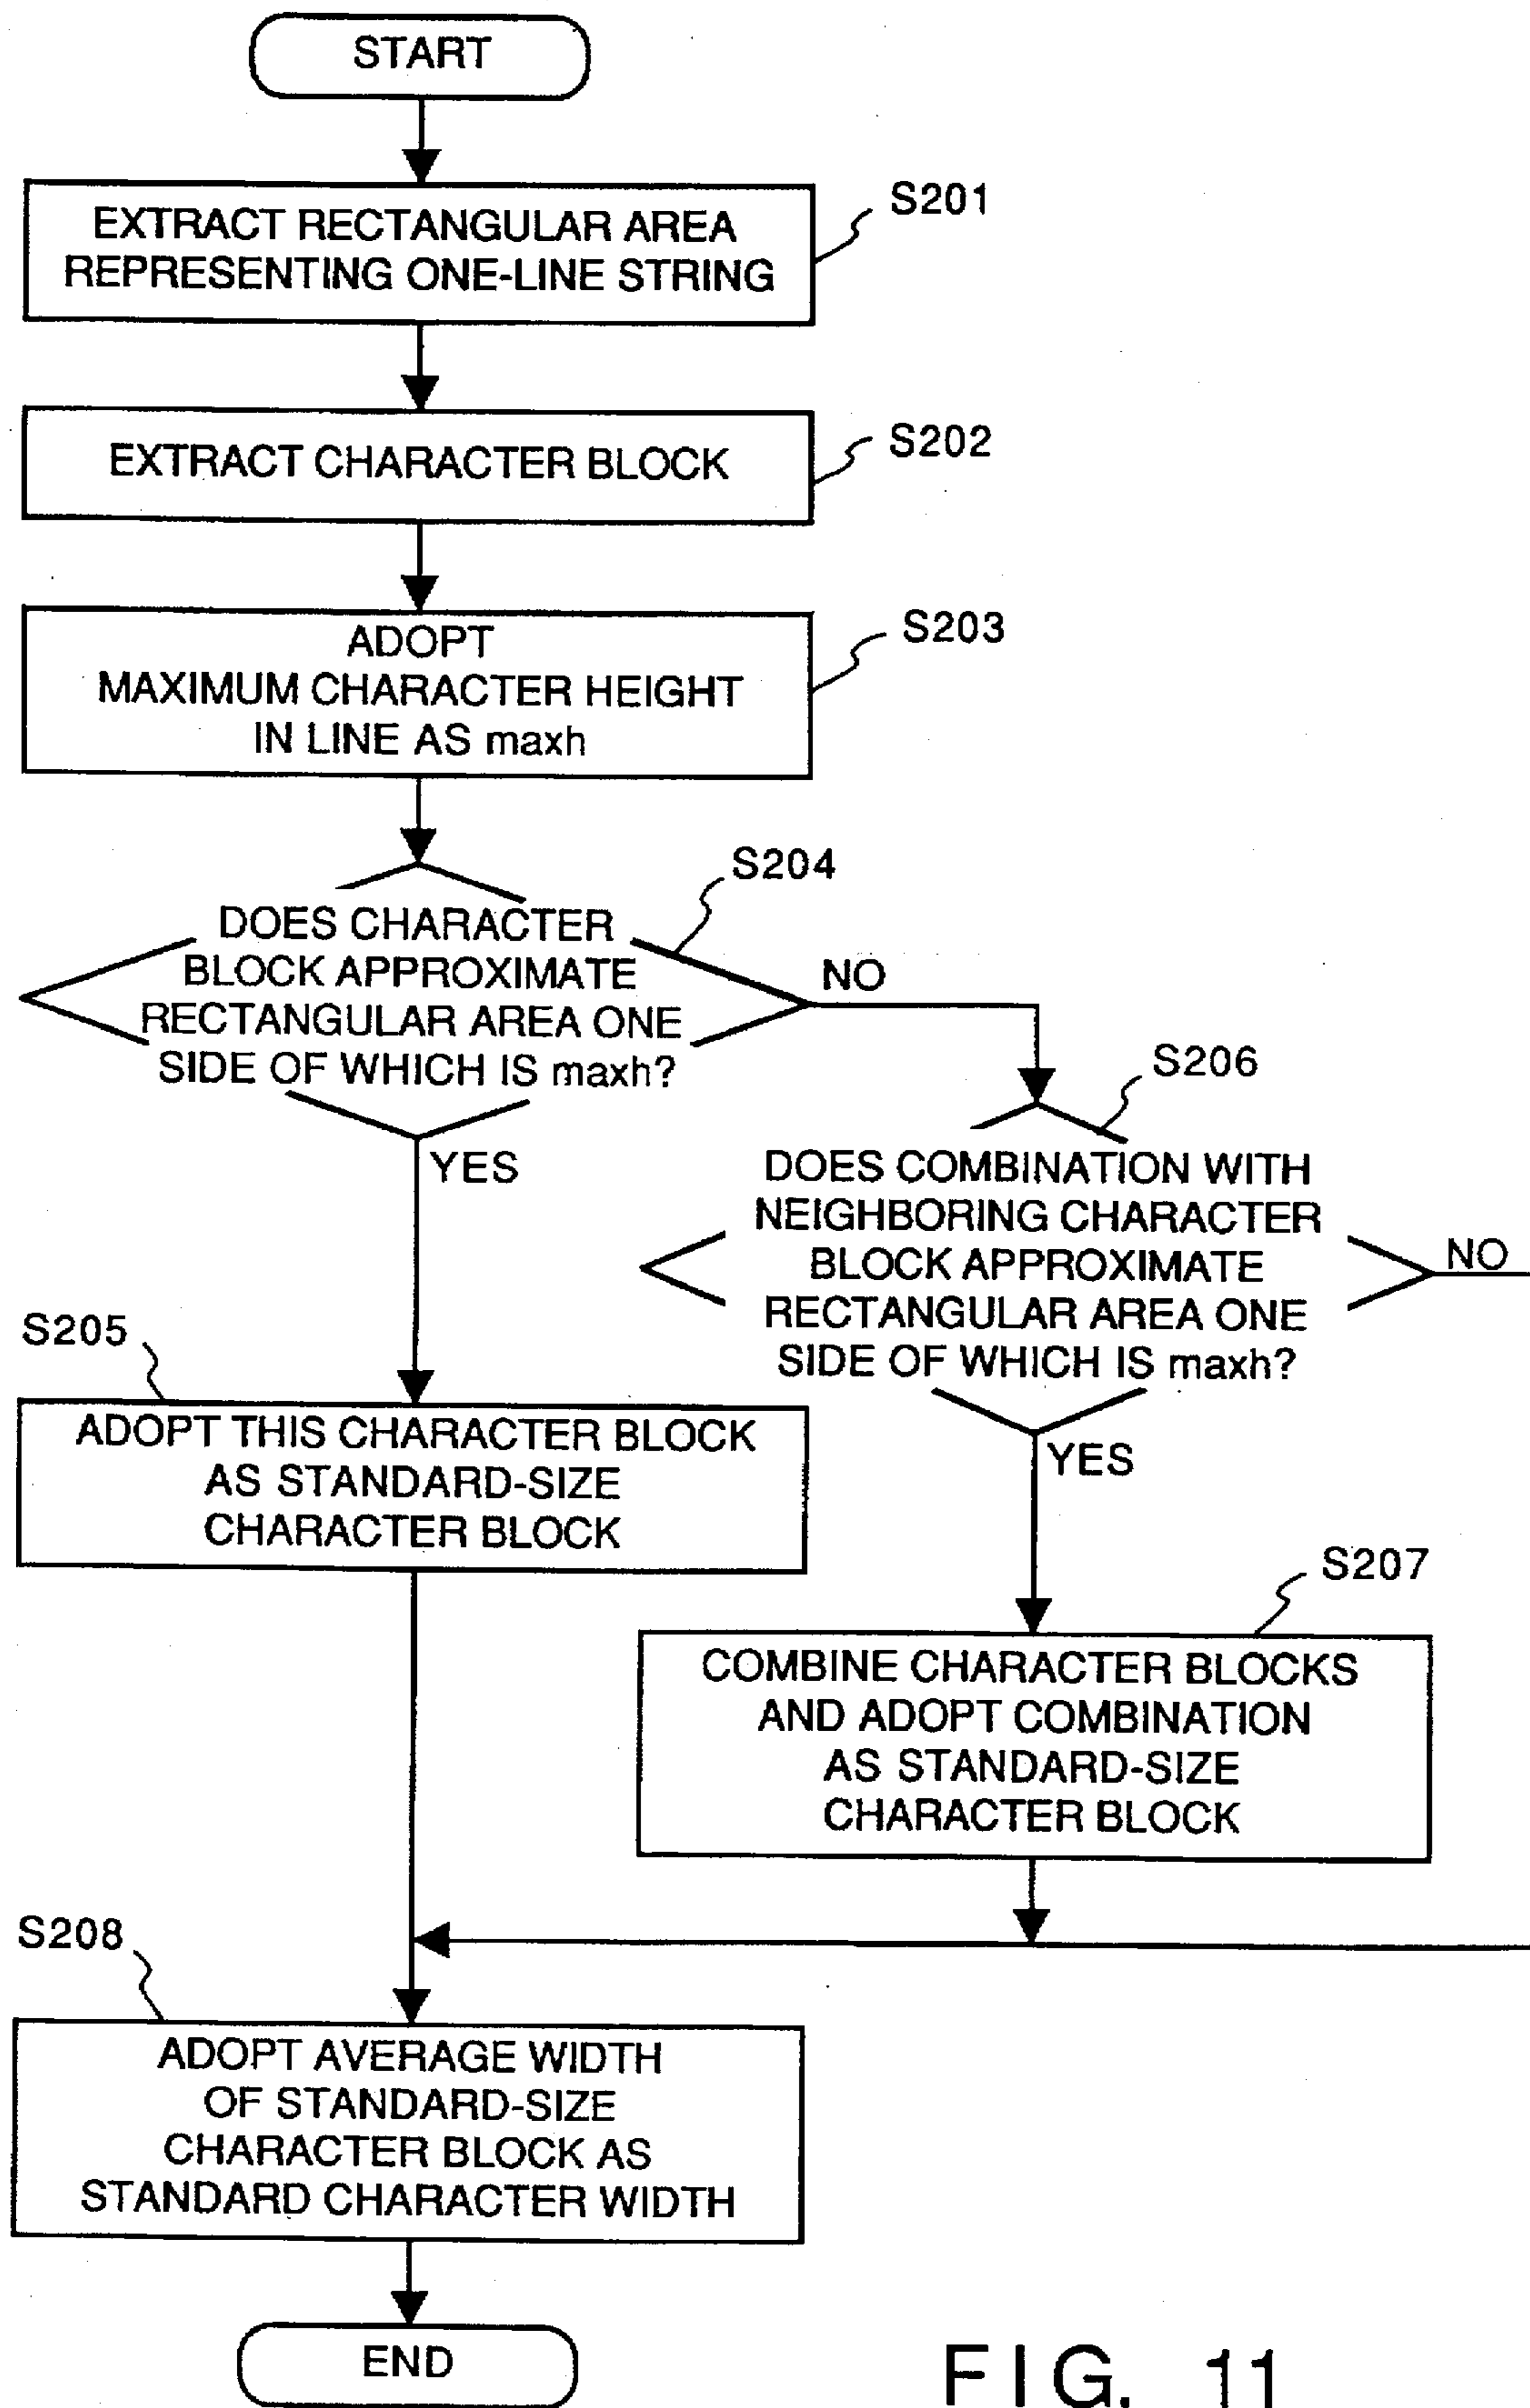 START
S201
EXTRACT RECTANGULAR AREA
REPRESENTING ONE-LINE STRING
S202
EXTRACT CHARACTER BLOCK
S203
ADOPT
MAXIMUM CHARACTER HEIGHT
IN LINE AS maxh
S204
DOES CHARACTER
BLOCK APPROXIMATE
RECTANGULAR AREA ONE
SIDE OF WHICH IS maxh?
NO
YES
S206
DOES COMBINATION WITH
NEIGHBORING CHARACTER
BLOCK APPROXIMATE
RECTANGULAR AREA ONE
SIDE OF WHICH IS maxh?
NO
YES
S205
ADOPT THIS CHARACTER BLOCK
AS STANDARD-SIZE
CHARACTER BLOCK
S207
COMBINE CHARACTER BLOCKS
AND ADOPT COMBINATION
AS STANDARD-SIZE
CHARACTER BLOCK
S208
ADOPT AVERAGE WIDTH
OF STANDARD-SIZE
CHARACTER BLOCK AS
STANDARD CHARACTER WIDTH
END
FIG. 11